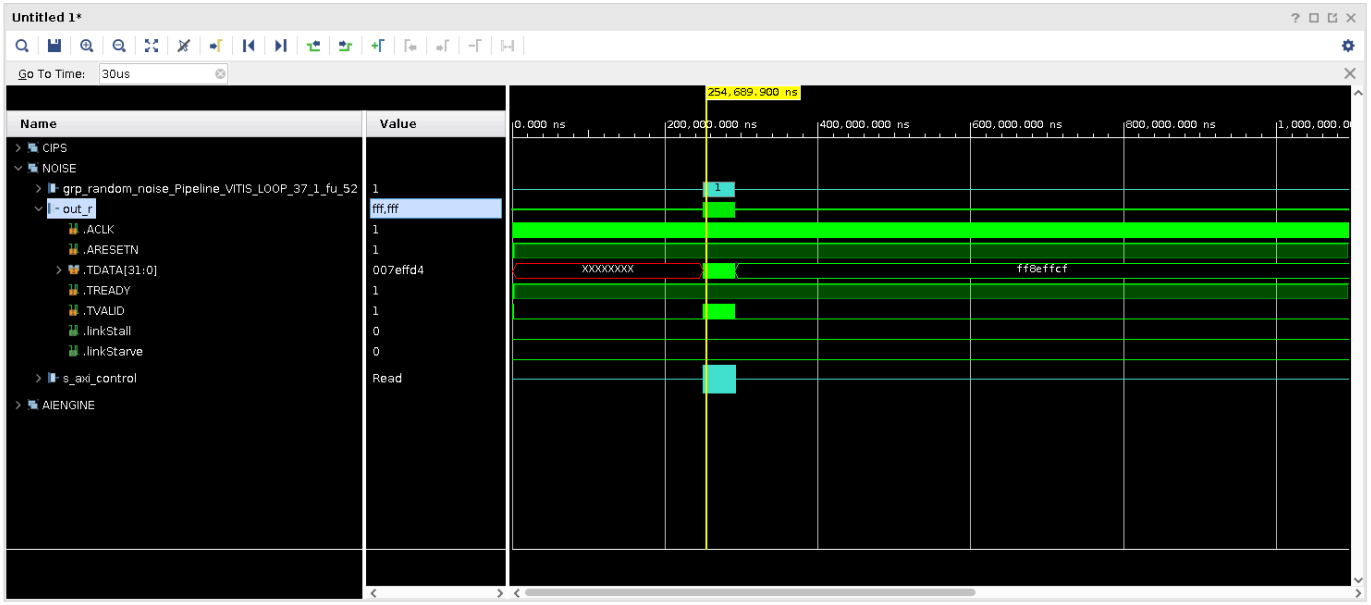 Untitled 1*
Go To Time: 30us
254,689.900 ns
Name Value 0.000 ns 200,000.000 ns 400,000.000 ns 600,000.000 ns 800,000.000 ns 1,000,000.0
CIPS
NOISE
grp_random_noise_Pipeline_VITIS_LOOP_37_1_fu_52 1 1
out_r fff,fff
.ACLK 1
.ARESETN 1
.TDATA[31:0] 007effd4 XXXXXXXX ff8effcf
.TREADY 1
.TVALID 1
.linkStall 0
.linkStarve 0
s_axi_control Read
AIENGINE